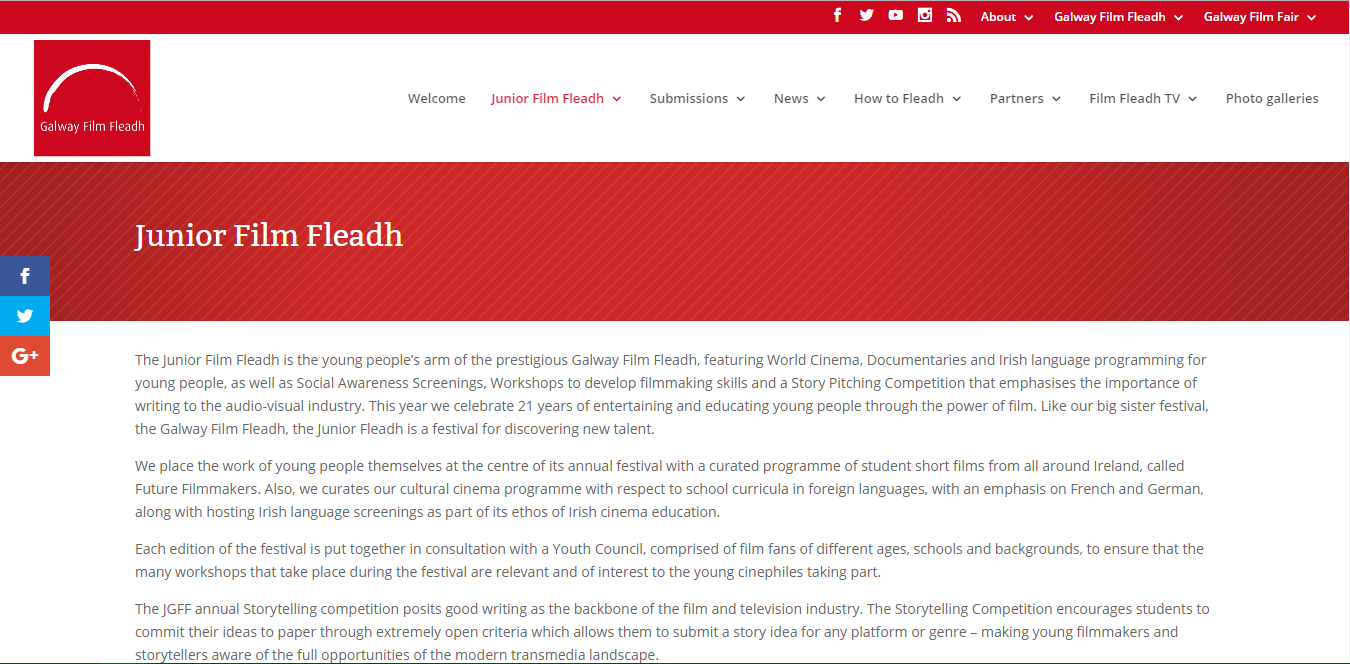 About Galway Film Fleadh Galway Film Fair
Galway Film Fleadh
Welcome Junior Film Fleadh Submissions News How to Fleadh Partners Film Fleadh TV Photo galleries
Junior Film Fleadh
G+
The Junior Film Fleadh is the young people’s arm of the prestigious Galway Film Fleadh, featuring World Cinema, Documentaries and Irish language programming for
young people, as well as Social Awareness Screenings, Workshops to develop filmmaking skills and a Story Pitching Competition that emphasises the importance of
writing to the audio-visual industry. This year we celebrate 21 years of entertaining and educating young people through the power of film. Like our big sister festival,
the Galway Film Fleadh, the Junior Fleadh is a festival for discovering new talent.
We place the work of young people themselves at the centre of its annual festival with a curated programme of student short films from all around Ireland, called
Future Filmmakers. Also, we curates our cultural cinema programme with respect to school curricula in foreign languages, with an emphasis on French and German,
along with hosting Irish language screenings as part of its ethos of Irish cinema education.
Each edition of the festival is put together in consultation with a Youth Council, comprised of film fans of different ages, schools and backgrounds, to ensure that the
many workshops that take place during the festival are relevant and of interest to the young cinephiles taking part.
The JGFF annual Storytelling competition posits good writing as the backbone of the film and television industry. The Storytelling Competition encourages students to
commit their ideas to paper through extremely open criteria which allows them to submit a story idea for any platform or genre – making young filmmakers and
storytellers aware of the full opportunities of the modern transmedia landscape.